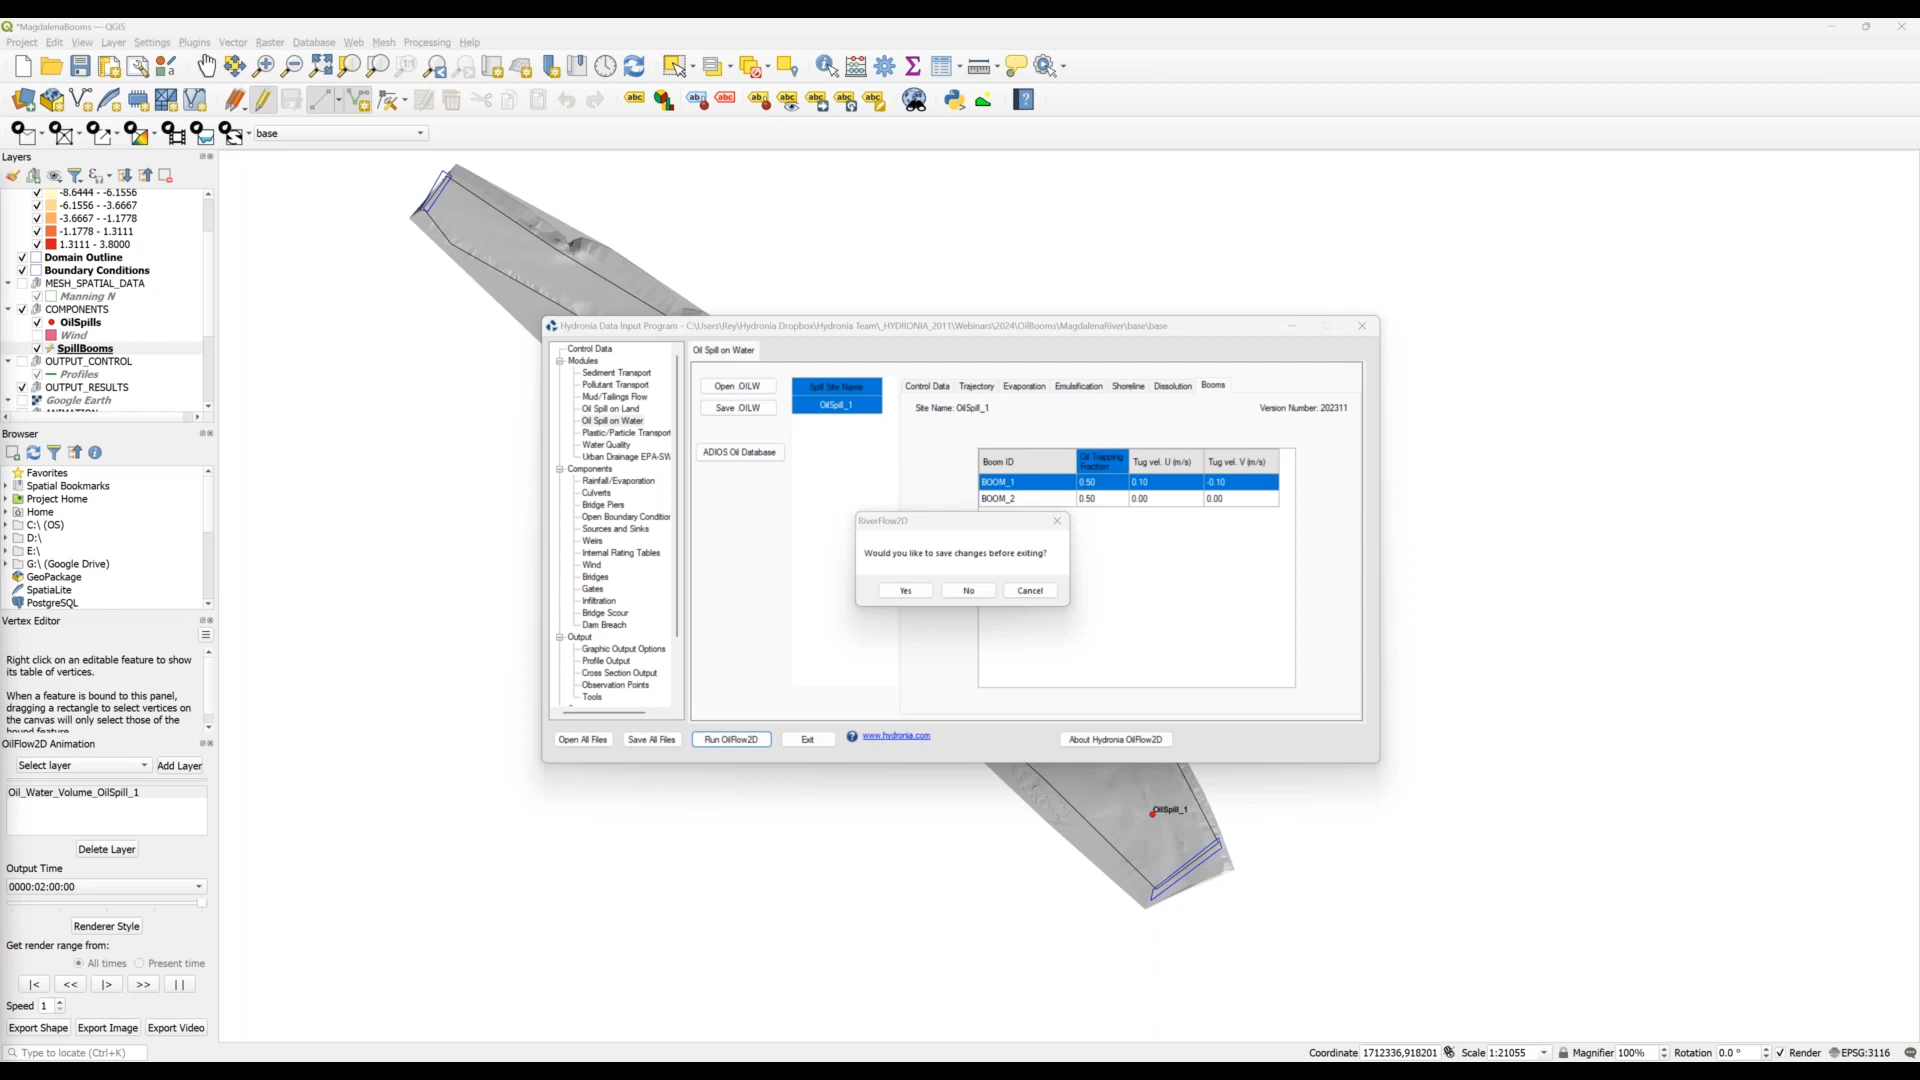 *MagdalenaBooms — QGIS
Project Edit View Layer Settings Plugins Vector Raster Database Web Mesh Processing Help
base
Layers
-8.6444 - -6.1556
-6.1556 - -3.6667
-3.6667 - -1.1778
-1.1778 - 1.3111
1.3111 - 3.8000
Domain Outline
Boundary Conditions
MESH_SPATIAL_DATA
Manning N
COMPONENTS
OilSpills
Wind
SpillBooms
OUTPUT_CONTROL
Profiles
OUTPUT_RESULTS
Google Earth
Browser
Favorites
Spatial Bookmarks
Project Home
Home
C:\ (OS)
D:\
E:\
G:\ (Google Drive)
GeoPackage
SpatiaLite
PostgreSQL
Vertex Editor
Right click on an editable feature to show
its table of vertices.
When a feature is bound to this panel,
dragging a rectangle to select vertices on
the canvas will only select those of the
bound feature.
OilFlow2D Animation
Select layer Add Layer
Oil_Water_Volume_OilSpill_1
Delete Layer
Output Time
0000:02:00:00
Renderer Style
Get render range from:
All times Present time
|< << |> >> ||
Speed 1
Export Shape Export Image Export Video
Type to locate (Ctrl+K)
Hydronia Data Input Program - C:\Users\Rey\Hydronia Dropbox\Hydronia Team\_HYDRONIA_2011\Webinars\2024\OilBooms\MagdalenaRiver\base\base
Control Data
Modules
Sediment Transport
Pollutant Transport
Mud/Tailings Flow
Oil Spill on Land
Oil Spill on Water
Plastic/Particle Transport
Water Quality
Urban Drainage EPA-SW
Components
Rainfall/Evaporation
Culverts
Bridge Piers
Open Boundary Condition
Sources and Sinks
Weirs
Internal Rating Tables
Wind
Bridges
Gates
Infiltration
Bridge Scour
Dam Breach
Output
Graphic Output Options
Profile Output
Cross Section Output
Observation Points
Tools
Oil Spill on Water
Open .OILW
Save .OILW
ADIOS Oil Database
Spill Site Name
OilSpill_1
Control Data Trajectory Evaporation Emulsification Shoreline Dissolution Booms
Site Name: OilSpill_1 Version Number: 202311
Boom ID Oil Trapping Fraction Tug vel. U (m/s) Tug vel. V (m/s)
BOOM_1 0.50 0.10 -0.10
BOOM_2 0.50 0.00 0.00
RiverFlow2D
Would you like to save changes before exiting?
Yes No Cancel
Open All Files Save All Files Run OilFlow2D Exit www.hydronia.com About Hydronia OilFlow2D
OilSpill_1
Coordinate 1712336,918201 Scale 1:21055 Magnifier 100% Rotation 0.0 ° Render EPSG:3116